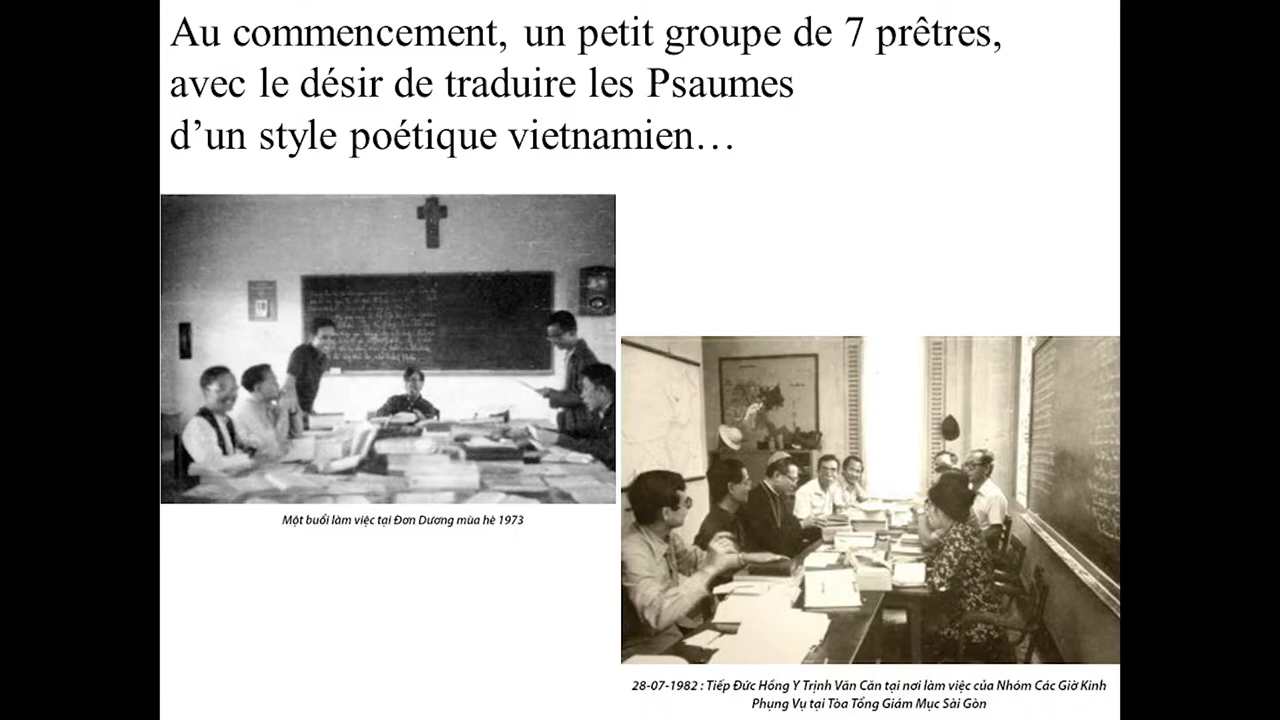 Au commencement, un petit groupe de 7 prêtres,
avec le désir de traduire les Psaumes
d’un style poétique vietnamien…
Một buổi làm việc tại Đơn Dương mùa hè 1973
28-07-1982 : Tiếp Đức Hồng Y Trịnh Văn Căn tại nơi làm việc của Nhóm Các Giờ Kinh
Phụng Vụ tại Tòa Tổng Giám Mục Sài Gòn